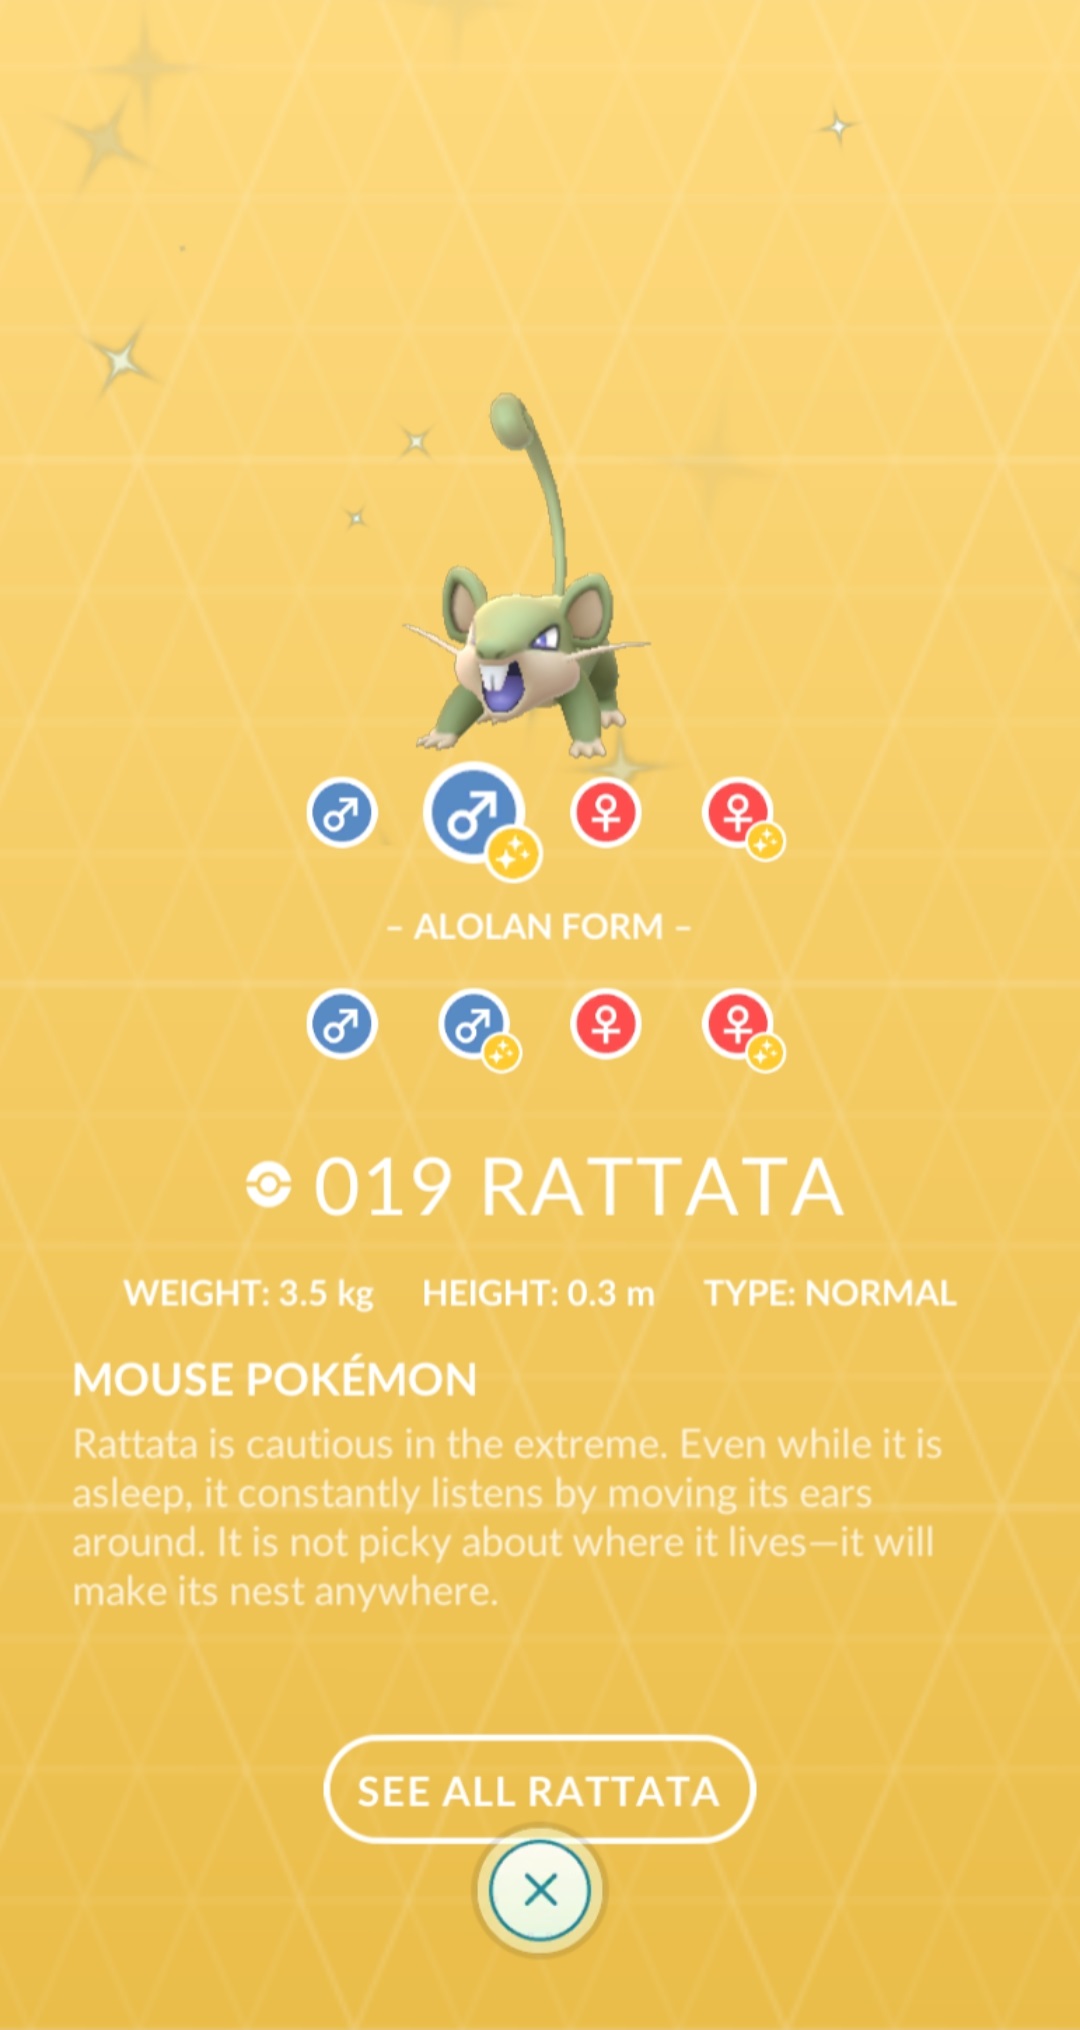 – ALOLAN FORM –
019 RATTATA
WEIGHT: 3.5 kg HEIGHT: 0.3 m TYPE: NORMAL
MOUSE POKÉMON
Rattata is cautious in the extreme. Even while it is
asleep, it constantly listens by moving its ears
around. It is not picky about where it lives—it will
make its nest anywhere.
SEE ALL RATTATA